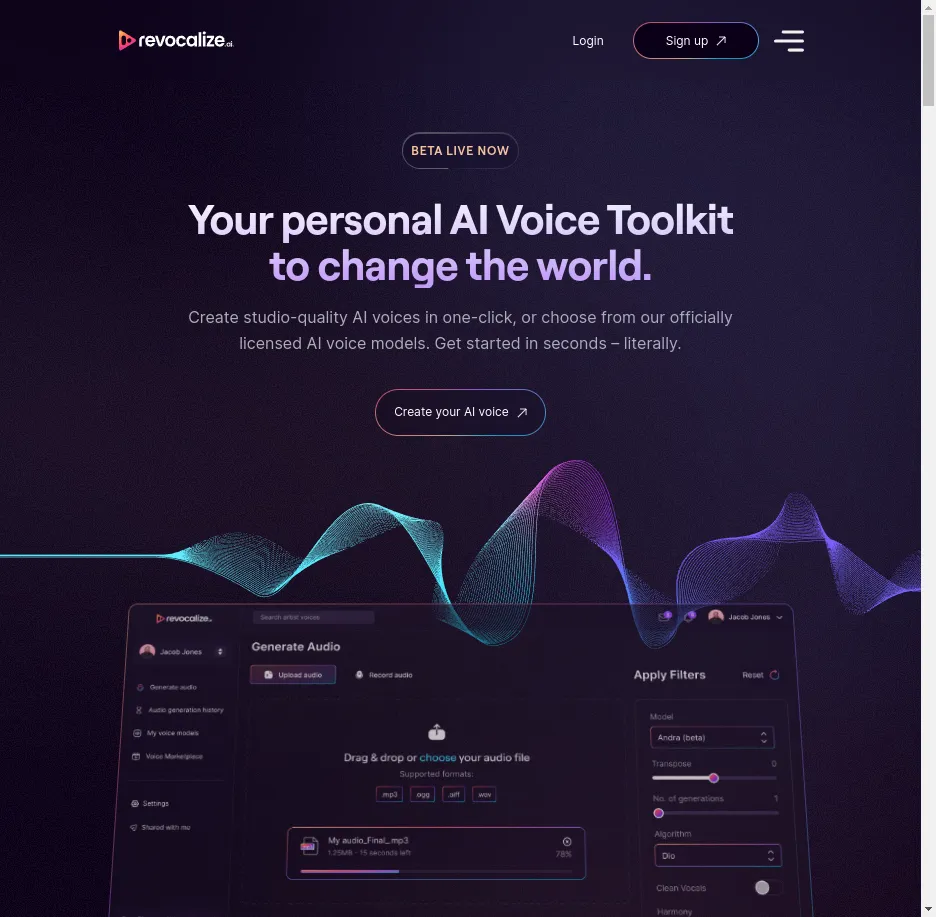 revocalize.ai
Login
Sign up
BETA LIVE NOW
Your personal AI Voice Toolkit
to change the world.
Create studio-quality AI voices in one-click, or choose from our officially
licensed AI voice models. Get started in seconds – literally.
Create your AI voice
revocalize.ai
Search artist voices
Jacob Jones
Jacob Jones
Generate audio
Audio generation history
My voice models
Voice Marketplace
Settings
Shared with me
Generate Audio
Upload audio
Record audio
Drag & drop or choose your audio file
Supported formats:
.mp3 .ogg .aiff .wav
My audio_Final_.mp3
1.25MB · 15 seconds left
78%
Apply Filters
Reset
Model
Andra (beta)
Transpose
0
No. of generations
1
Algorithm
Dio
Clean Vocals
Harmony